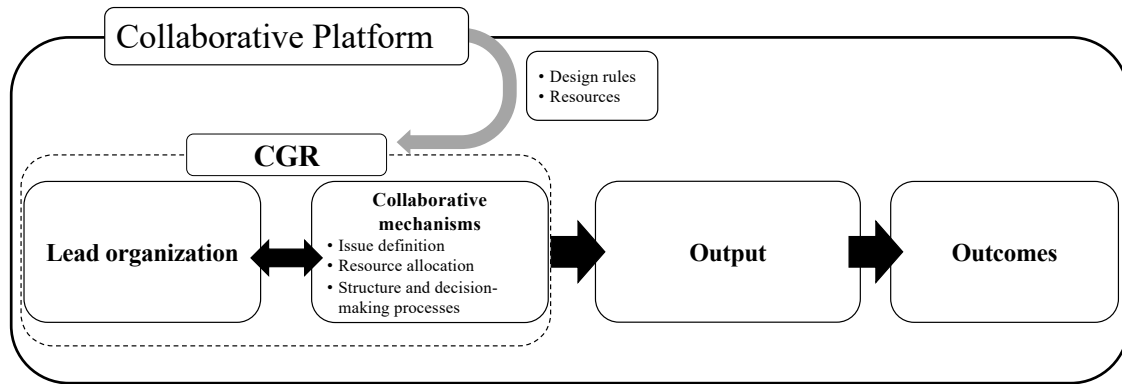 Collaborative Platform
• Design rules
• Resources
CGR
Lead organization
Collaborative
mechanisms
• Issue definition
• Resource allocation
• Structure and decision-
making processes
Output
Outcomes